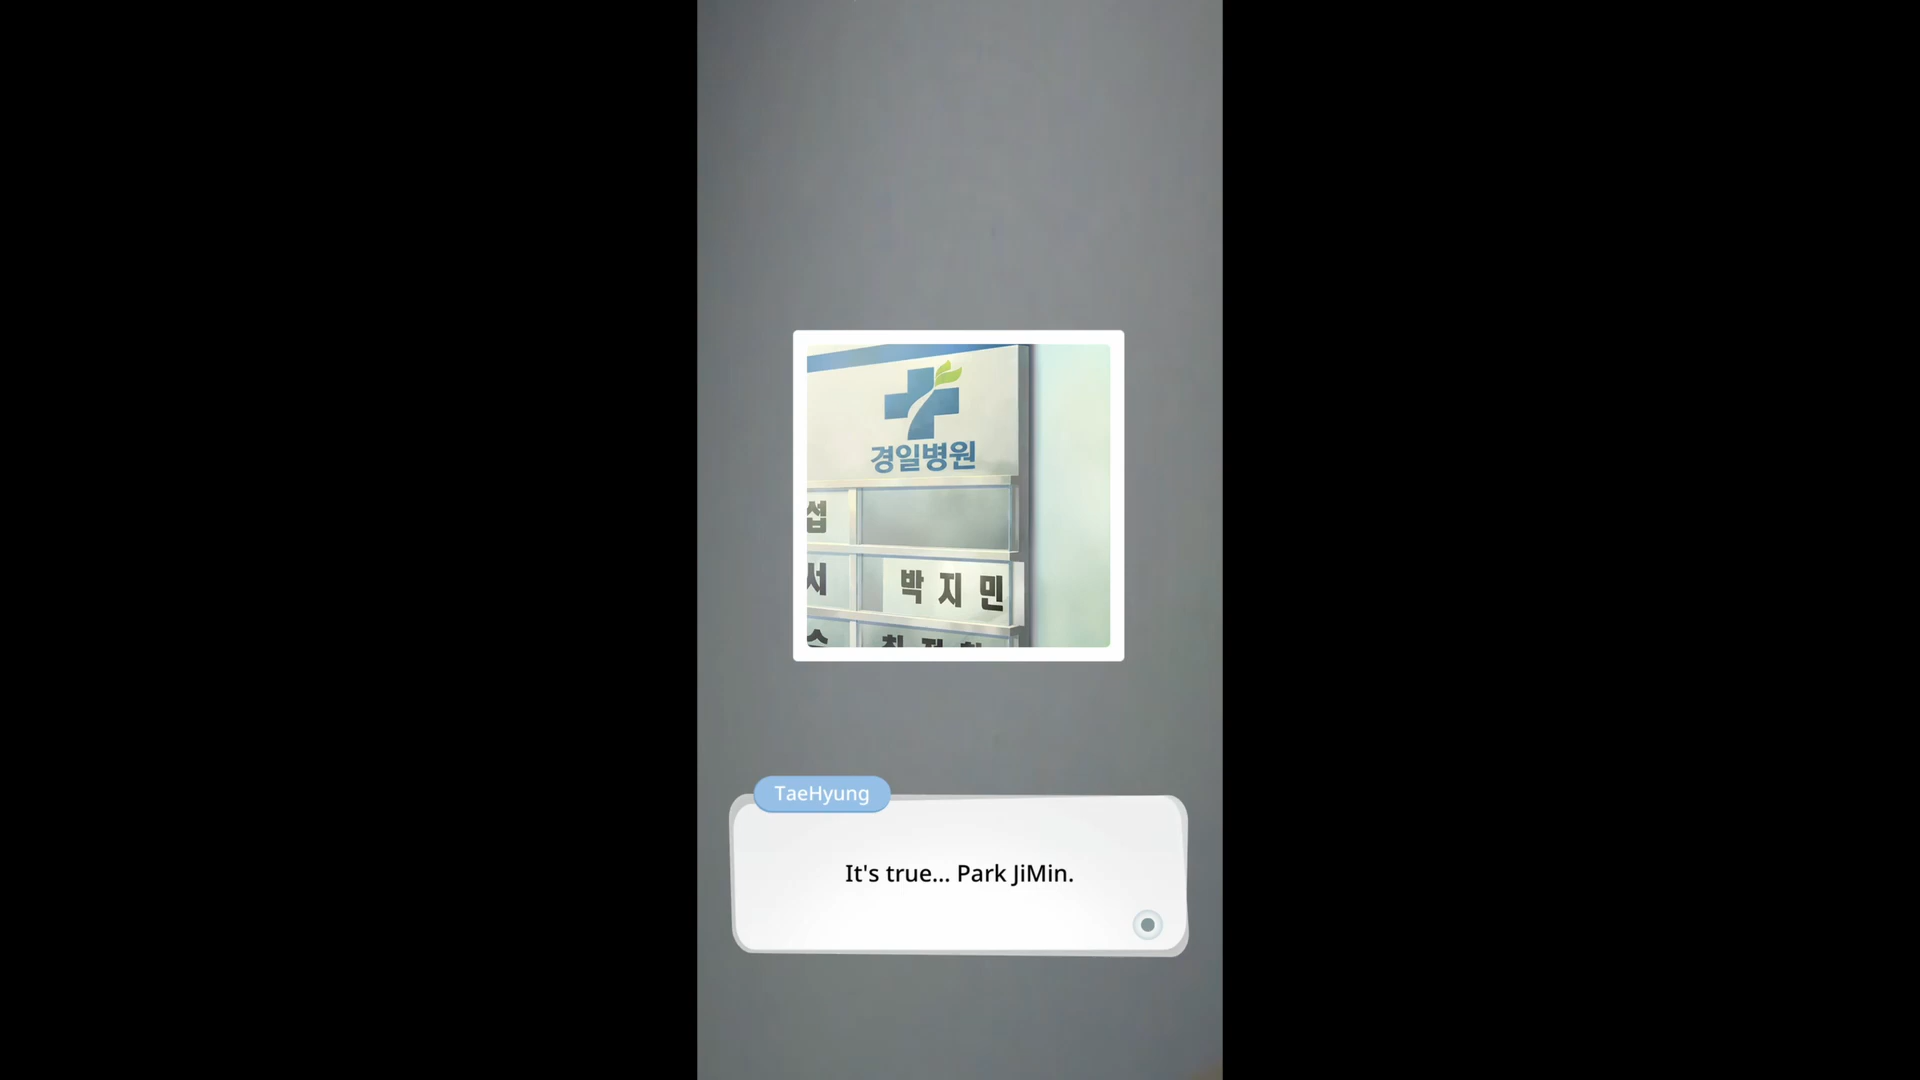 경일병원
섭
서 박 지 민
TaeHyung
It's true... Park JiMin.